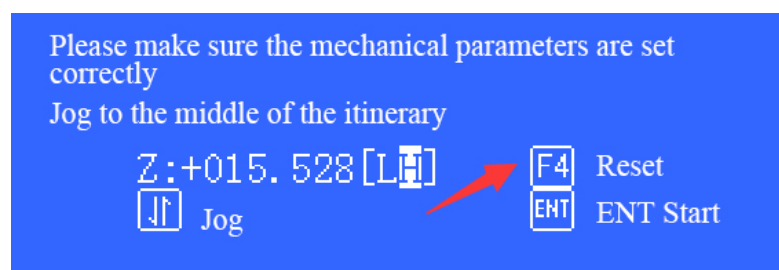 Please make sure the mechanical parameters are set
correctly
Jog to the middle of the itinerary
Z:+015.528[LH]
F4 Reset
Jog
ENT ENT Start